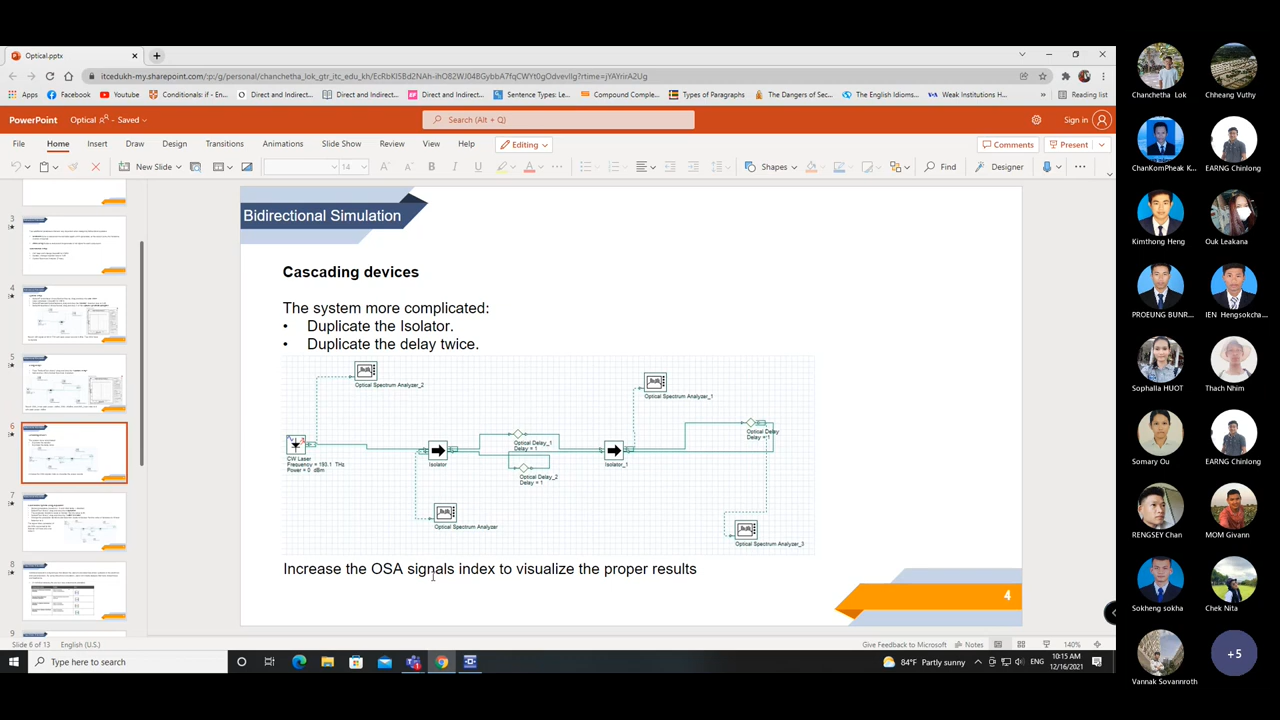 Optical.pptx
itcedukh-my.sharepoint.com/:p:/g/personal/chanchetha_lok_gtr_itc_edu_kh/EcRbKl5Bd2NAh-ihO82WJ04BGybbA7fqCWYt0gOdvevIlg?rtime=jYAYrirA2Ug
Apps Facebook Youtube Conditionals: if - En... Direct and Indirect... Direct and Indirect... Direct and Indirect... Sentence Types: Le... Compound Comple... Types of Paragraphs The Dangers of Sec... The English Idioms... Weak Institutions H... Reading list
PowerPoint Optical - Saved Search (Alt + Q) Sign in
File Home Insert Draw Design Transitions Animations Slide Show Review View Help Editing Comments Present
New Slide 14 B I U A Shapes Find Designer
3
4
5
6
7
8
9
Bidirectional Simulation
Cascading devices
The system more complicated:
• Duplicate the Isolator.
• Duplicate the delay twice.
Optical Spectrum Analyzer_2
Optical Spectrum Analyzer_1
CW Laser
Frequency = 193.1 THz
Power = 0 dBm
Isolator
Optical Delay_1
Delay = 1
Optical Delay_2
Delay = 1
Isolator_1
Optical Delay
Delay = 1
Optical Spectrum Analyzer
Optical Spectrum Analyzer_3
Increase the OSA signals index to visualize the proper results
4
Slide 6 of 13 English (U.S.) Give Feedback to Microsoft Notes 140%
Type here to search
84°F Partly sunny ENG
10:15 AM
12/16/2021
Chanchetha Lok
Chheang Vuthy
ChanKomPheak K...
EARNG Chinlong
Kimthong Heng
Ouk Leakana
PROEUNG BUNR...
IEN Hengsokcha...
Sophalla HUOT
Thach Nhim
Somary Ou
EARNG Chinlong
RENGSEY Chan
MOM Givann
Sokheng sokha
Chek Nita
Vannak Sovannroth
+5